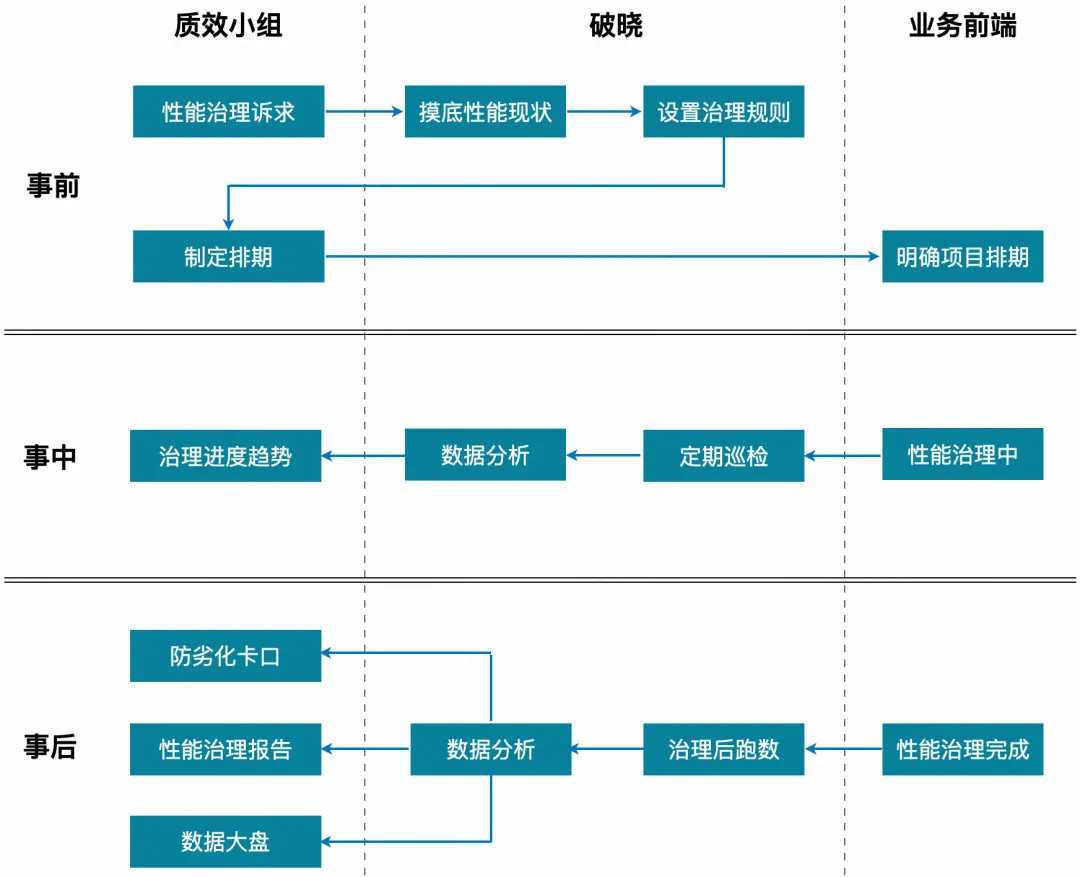 质效小组
破晓
业务前端
性能治理诉求
摸底性能现状
设置治理规则
事前
制定排期
明确项目排期
事中
治理进度趋势
数据分析
定期巡检
性能治理中
防劣化卡口
事后
性能治理报告
数据分析
治理后跑数
性能治理完成
数据大盘